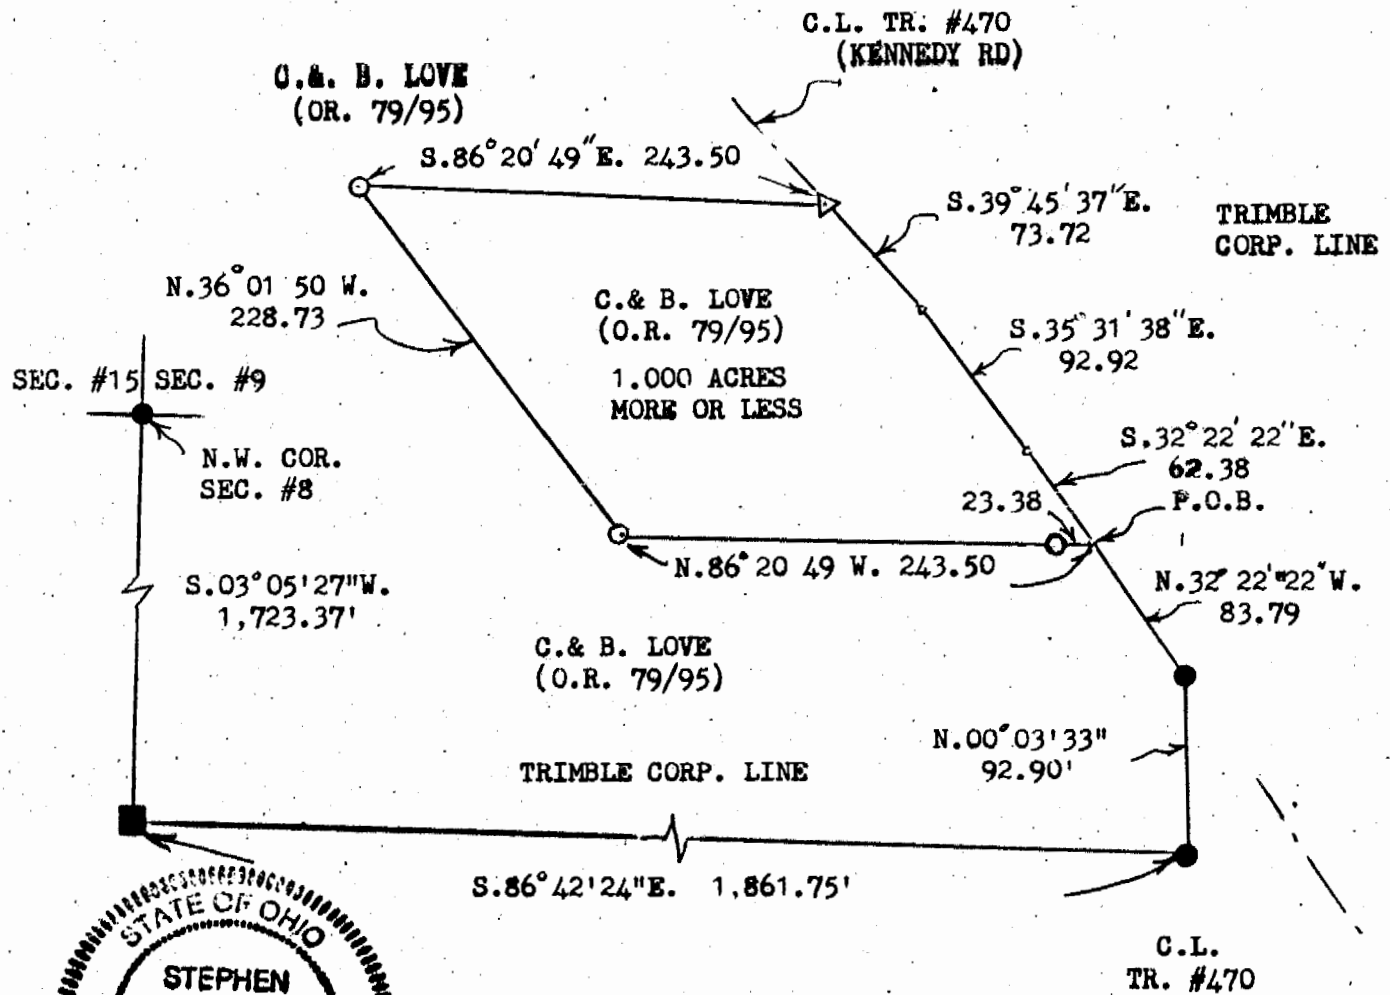 C.L. TR. #470
(KENNEDY RD)
C.& B. LOVE
(OR. 79/95)
S.86°20'49"E. 243.50
S.39°45'37"E.
73.72
TRIMBLE
CORP. LINE
N.36°01 50 W.
228.73
C.& B. LOVE
(O.R. 79/95)
1.000 ACRES
MORE OR LESS
S.35°31'38"E.
92.92
SEC. #15 SEC. #9
N.W. COR.
SEC. #8
S.32°22'22"E.
62.38
23.38
P.O.B.
N.86°20 49 W. 243.50
S.03°05'27"W.
1,723.37'
N.32°22'"22"W.
83.79
C.& B. LOVE
(O.R. 79/95)
N.00°03'33"
92.90'
TRIMBLE CORP. LINE
S.86°42'24"E. 1,861.75'
STATE OF OHIO
STEPHEN
C.L.
TR. #470